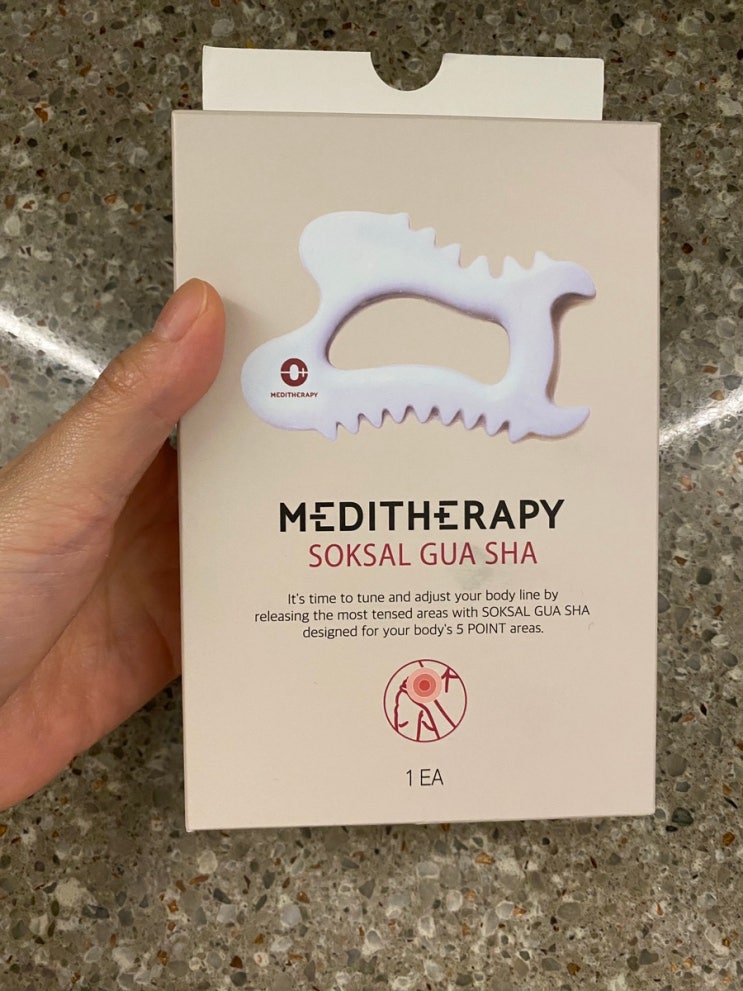 MEDITHERAPY
MEDITHERAPY
SOKSAL GUA SHA
It's time to tune and adjust your body line by
releasing the most tensed areas with SOKSAL GUA SHA
designed for your body's 5 POINT areas.
1 EA